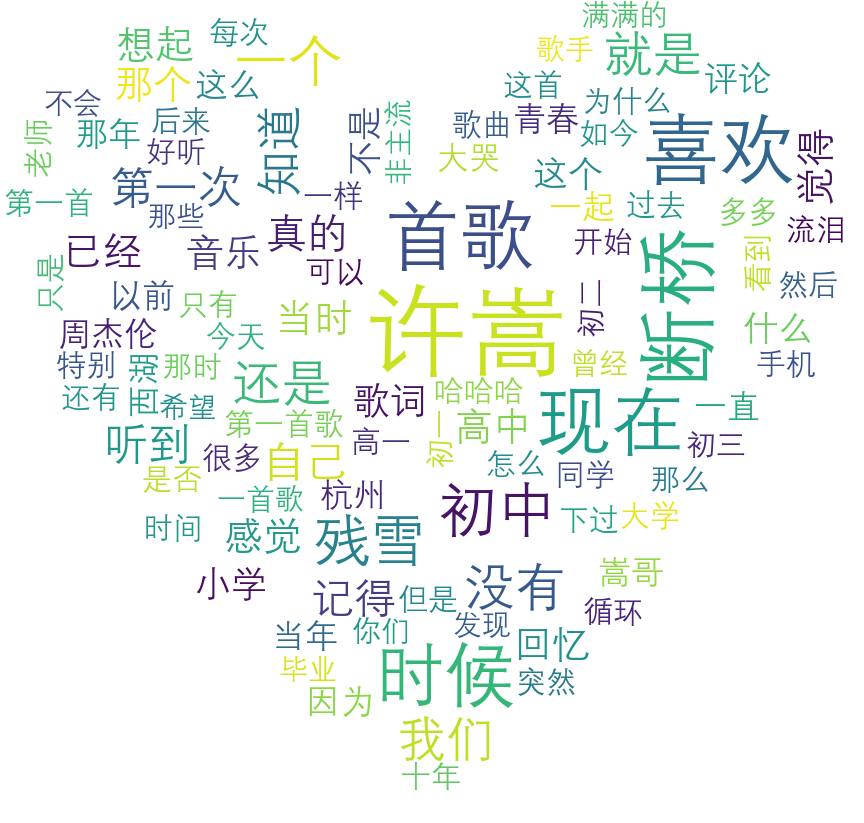 满满的
想起
每次
一个
歌手
就是
那个
这么
评论
不会
这首
为什么
老师
那年
后来
知道
不是
非主流
歌曲
青春
如今
喜欢
觉得
好听
大哭
第一次
一样
这个
一起
过去
多多
流泪
第一首
那些
真的
首歌
已经
音乐
可以
开始
断桥
看到
只是
以前
只有
当时
许嵩
初二
然后
周杰伦
今天
什么
特别
西湖
那时
还是
曾经
手机
还有
希望
歌词
哈哈哈
现在
一直
第一首歌
听到
很多
自己
高一
初一
高中
初三
是否
怎么
同学
那么
一首歌
杭州
初中
时间
感觉
残雪
下过
大学
小学
记得
但是
没有
嵩哥
循环
当年
你们
发现
回忆
毕业
因为
时候
突然
我们
十年